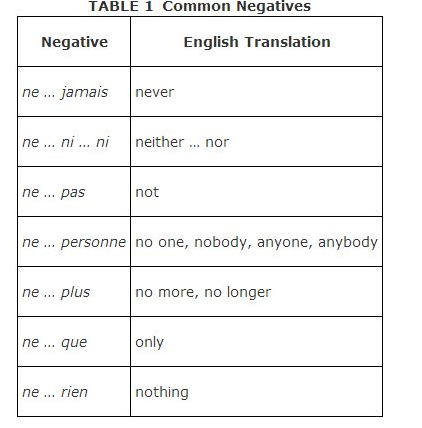 TABLE 1 Common Negatives
Negative English Translation
ne ... jamais never
ne ... ni ... ni neither ... nor
ne ... pas not
ne ... personne no one, nobody, anyone, anybody
ne ... plus no more, no longer
ne ... que only
ne ... rien nothing